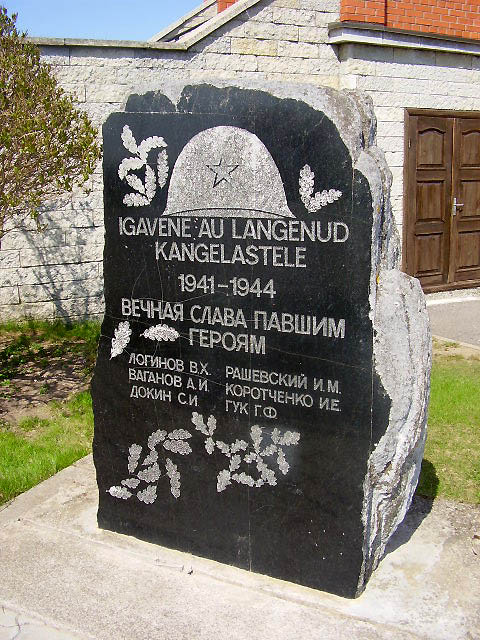 IGAVENE AU LANGENUD
KANGELASTELE
1941-1944
ВЕЧНАЯ СЛАВА ПАВШИМ
ГЕРОЯМ
ЛОГИНОВ В.Х.
ВАГАНОВ А.И
ДОКИН С.И
РАШЕВСКИЙ И.М.
КОРОТЧЕНКО И.Е.
ГУК Г.Ф.